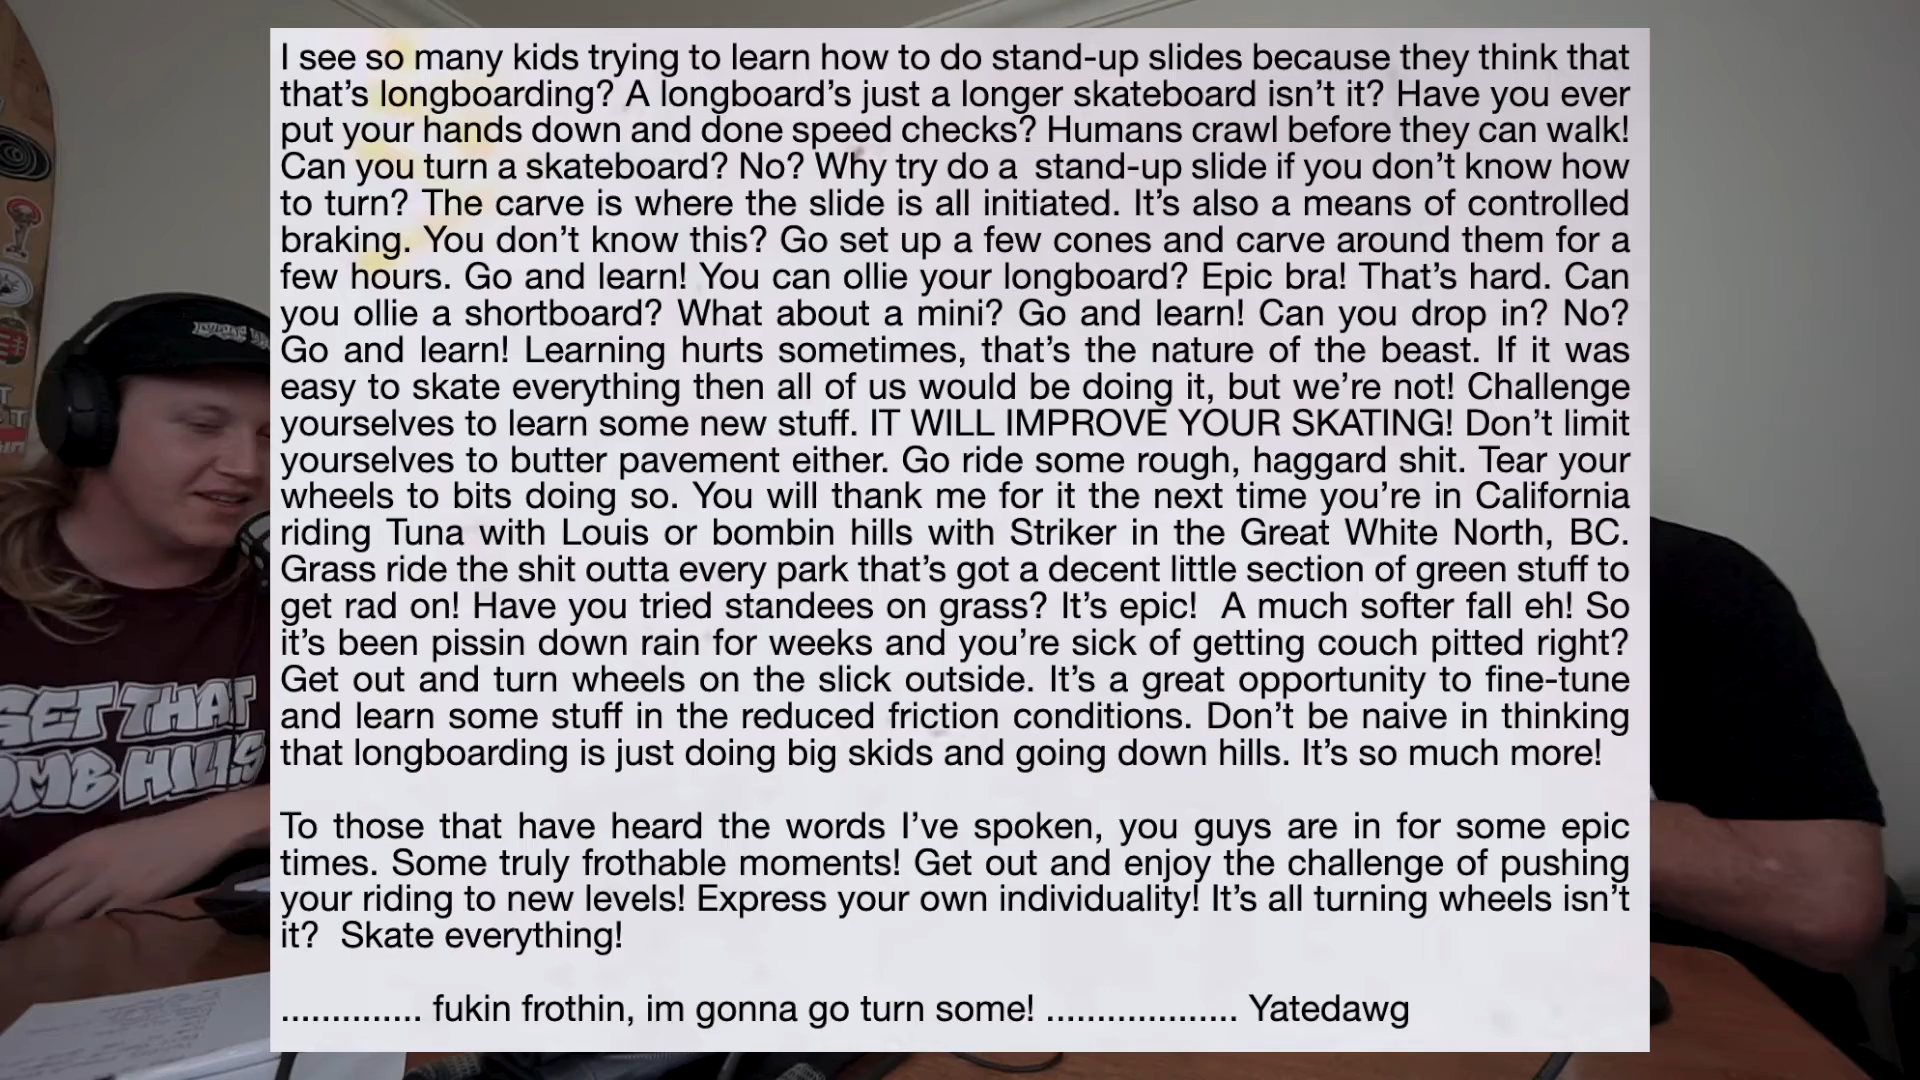 I see so many kids trying to learn how to do stand-up slides because they think that
that's longboarding? A longboard's just a longer skateboard isn't it? Have you ever
put your hands down and done speed checks? Humans crawl before they can walk!
Can you turn a skateboard? No? Why try do a  stand-up slide if you don't know how
to turn? The carve is where the slide is all initiated. It's also a means of controlled
braking. You don't know this? Go set up a few cones and carve around them for a
few hours. Go and learn! You can ollie your longboard? Epic bra! That's hard. Can
you ollie a shortboard? What about a mini? Go and learn! Can you drop in? No?
Go and learn! Learning hurts sometimes, that's the nature of the beast. If it was
easy to skate everything then all of us would be doing it, but we're not! Challenge
yourselves to learn some new stuff. IT WILL IMPROVE YOUR SKATING! Don't limit
yourselves to butter pavement either. Go ride some rough, haggard shit. Tear your
wheels to bits doing so. You will thank me for it the next time you're in California
riding Tuna with Louis or bombin hills with Striker in the Great White North, BC.
Grass ride the shit outta every park that's got a decent little section of green stuff to
get rad on! Have you tried standees on grass? It's epic!  A much softer fall eh! So
it's been pissin down rain for weeks and you're sick of getting couch pitted right?
Get out and turn wheels on the slick outside. It's a great opportunity to fine-tune
and learn some stuff in the reduced friction conditions. Don't be naive in thinking
that longboarding is just doing big skids and going down hills. It's so much more!
To those that have heard the words I've spoken, you guys are in for some epic
times. Some truly frothable moments! Get out and enjoy the challenge of pushing
your riding to new levels! Express your own individuality! It's all turning wheels isn't
it?  Skate everything!
.............. fukin frothin, im gonna go turn some! ................... Yatedawg
SET THAT
OMB HILLS